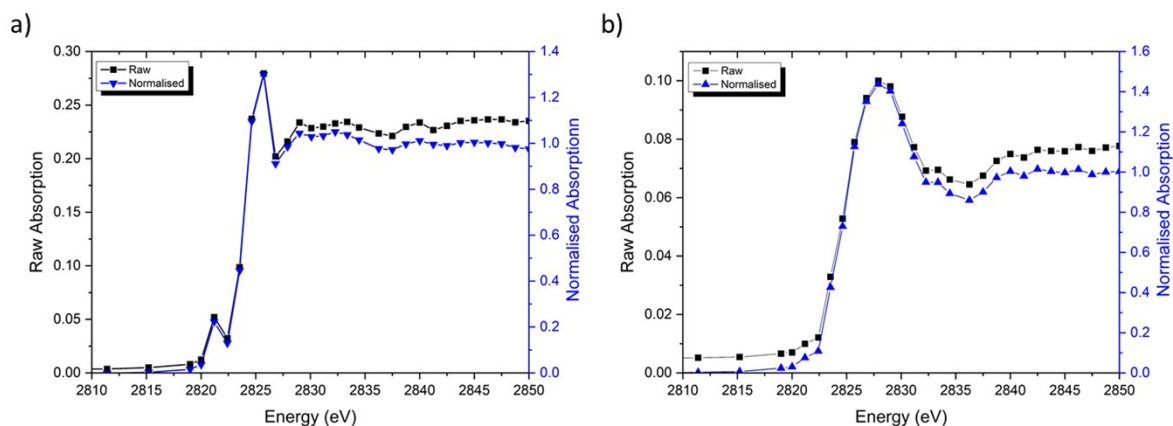 a)
Raw
Normalised
Raw Absorption
0.30
0.25
0.20
0.15
0.10
0.05
0.00
1.4
1.2
1.0
0.8
0.6
0.4
0.2
0.0
Normalised Absorptionn
2810 2815 2820 2825 2830 2835 2840 2845 2850
Energy (eV)
b)
Raw
Normalised
Raw Absorption
0.10
0.08
0.06
0.04
0.02
0.00
1.6
1.4
1.2
1.0
0.8
0.6
0.4
0.2
0.0
Normalised Absorption
2810 2815 2820 2825 2830 2835 2840 2845 2850
Energy (eV)